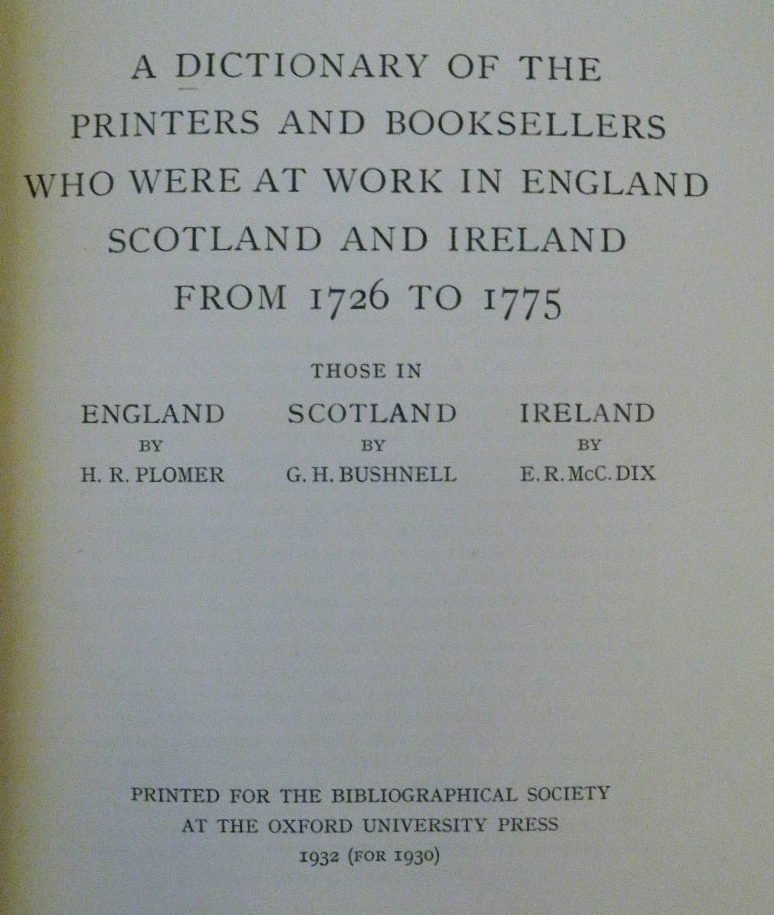 A DICTIONARY OF THE
PRINTERS AND BOOKSELLERS
WHO WERE AT WORK IN ENGLAND
SCOTLAND AND IRELAND
FROM 1726 TO 1775
THOSE IN
ENGLAND SCOTLAND IRELAND
BY BY BY
H. R. PLOMER G. H. BUSHNELL E. R. McC. DIX
PRINTED FOR THE BIBLIOGRAPHICAL SOCIETY
AT THE OXFORD UNIVERSITY PRESS
1932 (FOR 1930)